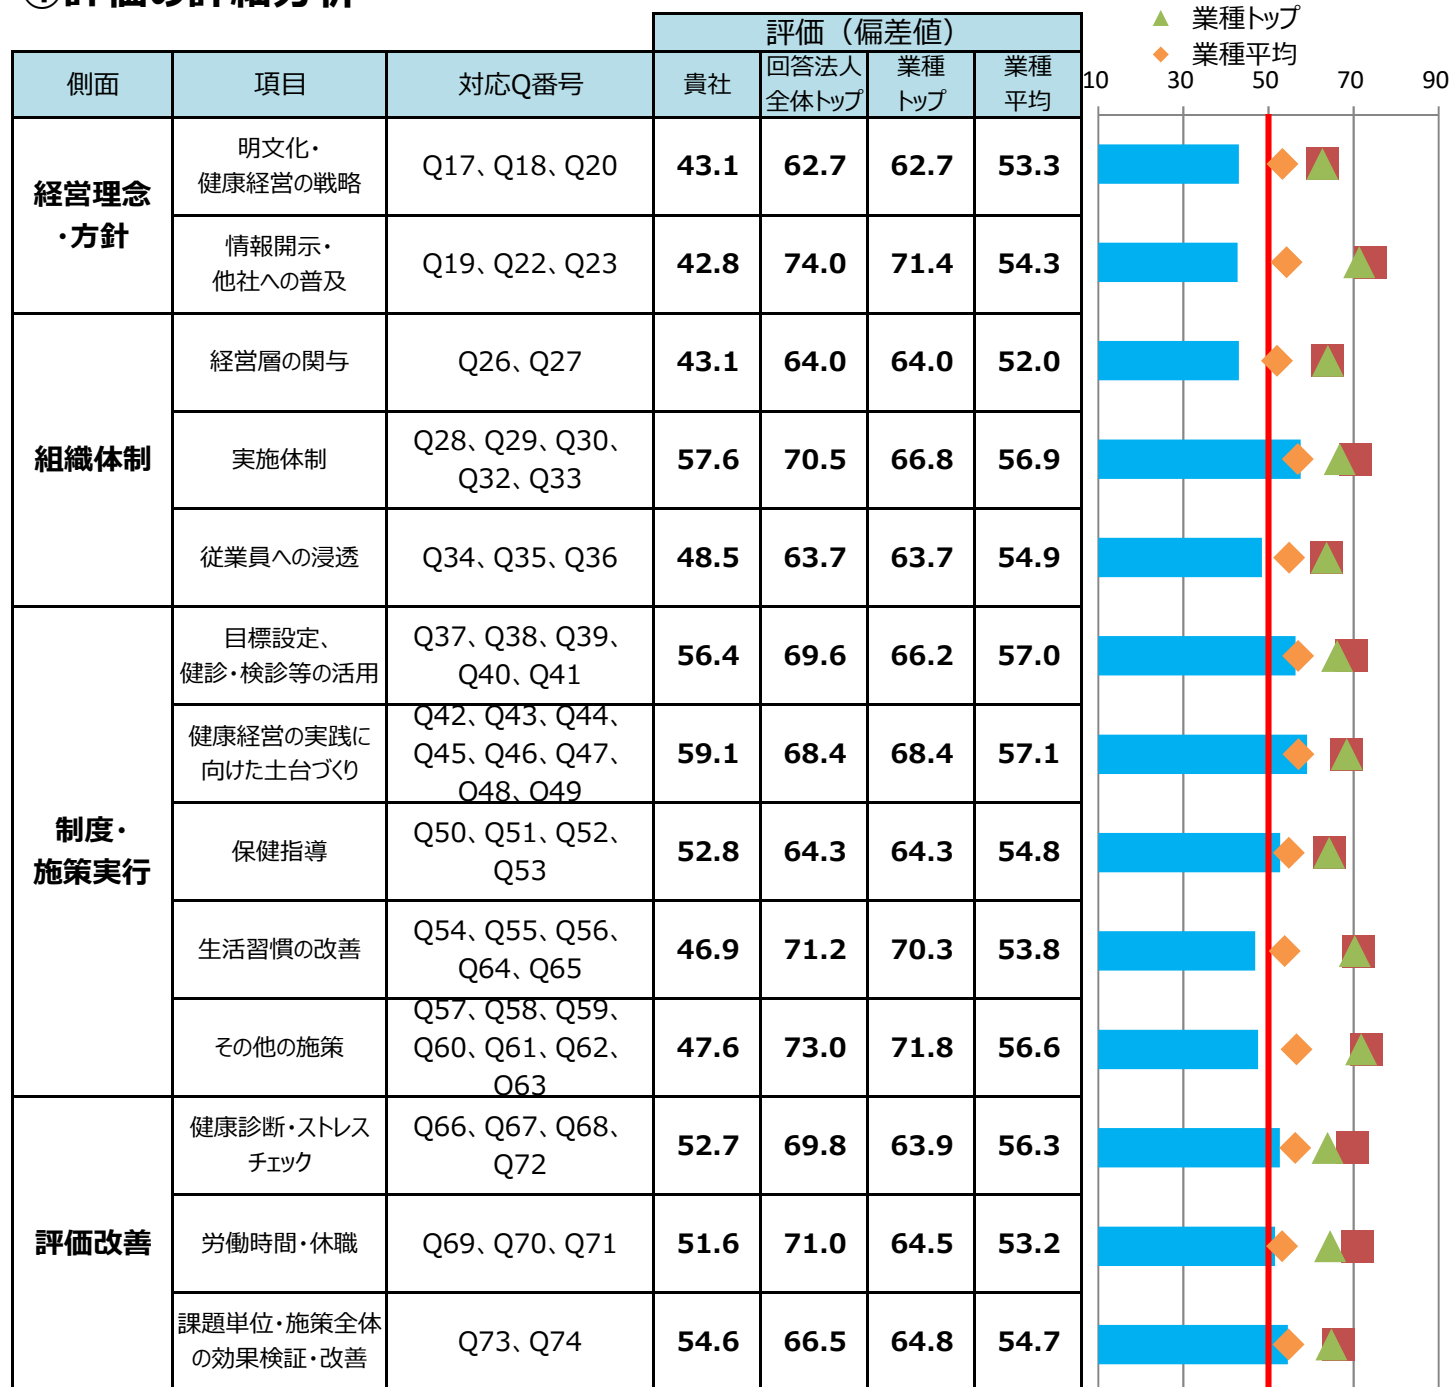 ①評価の詳細分析
業種トップ
業種平均
評価（偏差値）
側面 項目 対応Q番号 貴社 回答法人 業種 業種
全体トップ トップ 平均
10 30 50 70 90
経営理念
・方針
明文化・
健康経営の戦略
Q17、Q18、Q20 43.1 62.7 62.7 53.3
情報開示・
他社への普及
Q19、Q22、Q23 42.8 74.0 71.4 54.3
組織体制
経営層の関与 Q26、Q27 43.1 64.0 64.0 52.0
実施体制
Q28、Q29、Q30、
Q32、Q33
57.6 70.5 66.8 56.9
従業員への浸透 Q34、Q35、Q36 48.5 63.7 63.7 54.9
制度・
施策実行
目標設定、
健診・検診等の活用
Q37、Q38、Q39、
Q40、Q41
56.4 69.6 66.2 57.0
健康経営の実践に
向けた土台づくり
Q42、Q43、Q44、
Q45、Q46、Q47、
Q48、Q49
59.1 68.4 68.4 57.1
保健指導
Q50、Q51、Q52、
Q53
52.8 64.3 64.3 54.8
生活習慣の改善
Q54、Q55、Q56、
Q64、Q65
46.9 71.2 70.3 53.8
その他の施策
Q57、Q58、Q59、
Q60、Q61、Q62、
Q63
47.6 73.0 71.8 56.6
評価改善
健康診断・ストレス
チェック
Q66、Q67、Q68、
Q72
52.7 69.8 63.9 56.3
労働時間・休職 Q69、Q70、Q71 51.6 71.0 64.5 53.2
課題単位・施策全体
の効果検証・改善
Q73、Q74 54.6 66.5 64.8 54.7